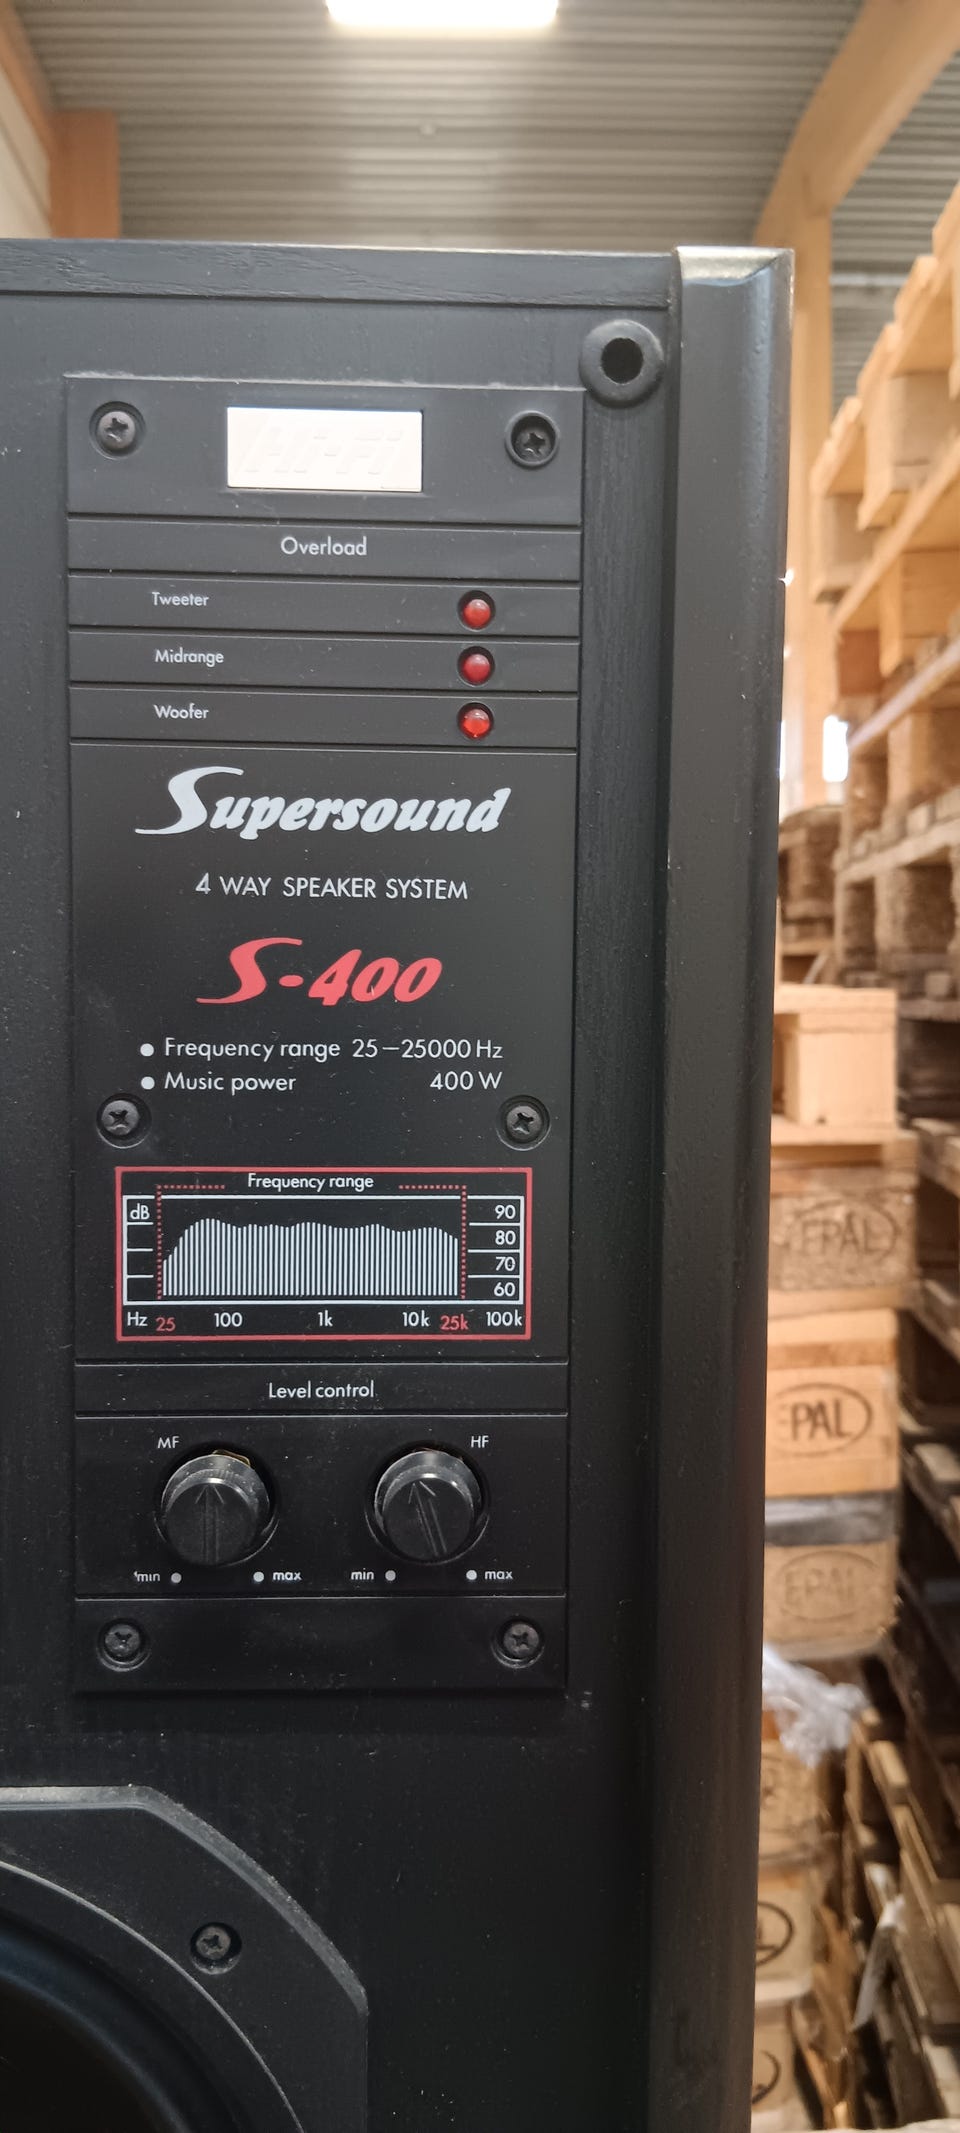 Hi-Fi
Overload
Tweeter
Midrange
Woofer
Supersound
4 WAY SPEAKER SYSTEM
S-400
● Frequency range 25–25000 Hz
● Music power 400 W
Frequency range
dB 90
80
70
60
Hz 25 100 1k 10k 25k 100k
Level control
MF HF
min max min max
EPAL
EPAL
EPAL